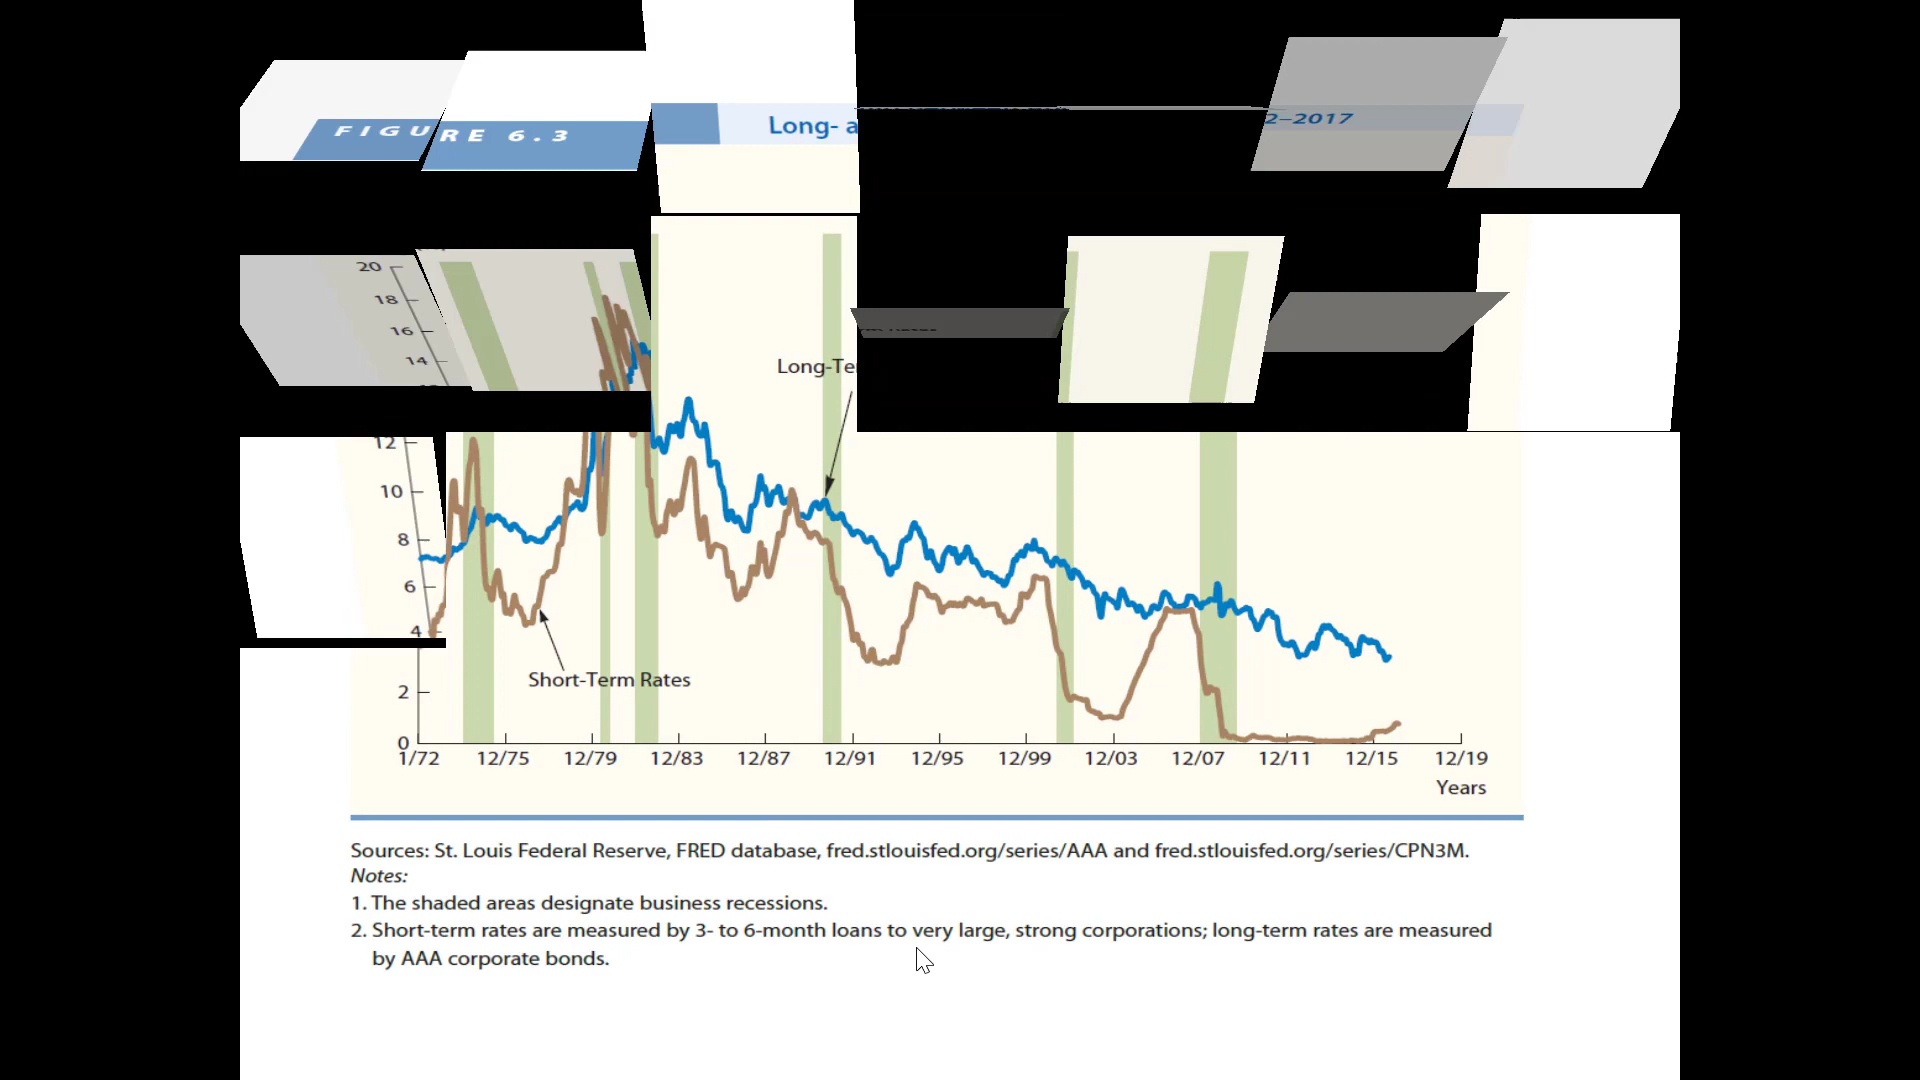 FIGURE 6.3
Long- a
2–2017
20
18
16
14
12
10
8
6
4
2
0
Long-Te
Short-Term Rates
1/72 12/75 12/79 12/83 12/87 12/91 12/95 12/99 12/03 12/07 12/11 12/15 12/19
Years
Sources: St. Louis Federal Reserve, FRED database, fred.stlouisfed.org/series/AAA and fred.stlouisfed.org/series/CPN3M.
Notes:
1. The shaded areas designate business recessions.
2. Short-term rates are measured by 3- to 6-month loans to very large, strong corporations; long-term rates are measured
by AAA corporate bonds.